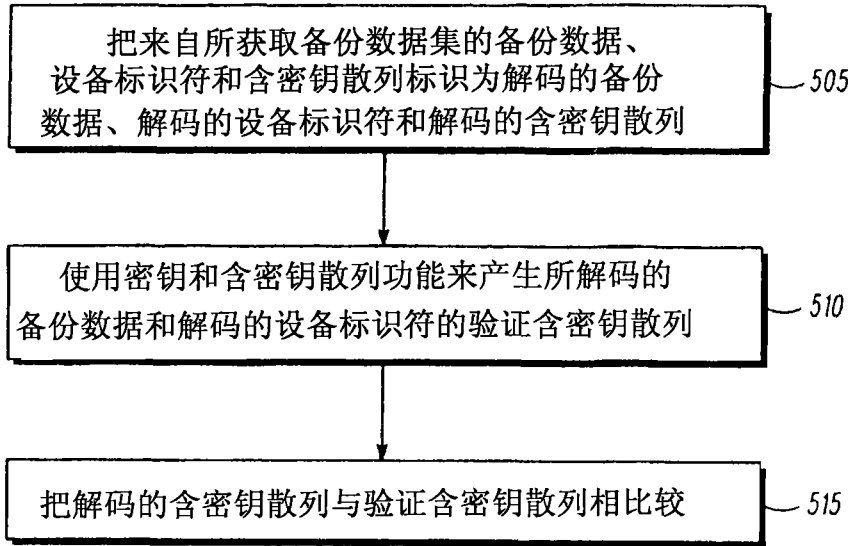 把来自所获取备份数据集的备份数据、
设备标识符和含密钥散列标识为解码的备份
数据、解码的设备标识符和解码的含密钥散列
505
使用密钥和含密钥散列功能来产生所解码的
备份数据和解码的设备标识符的验证含密钥散列
510
把解码的含密钥散列与验证含密钥散列相比较
515